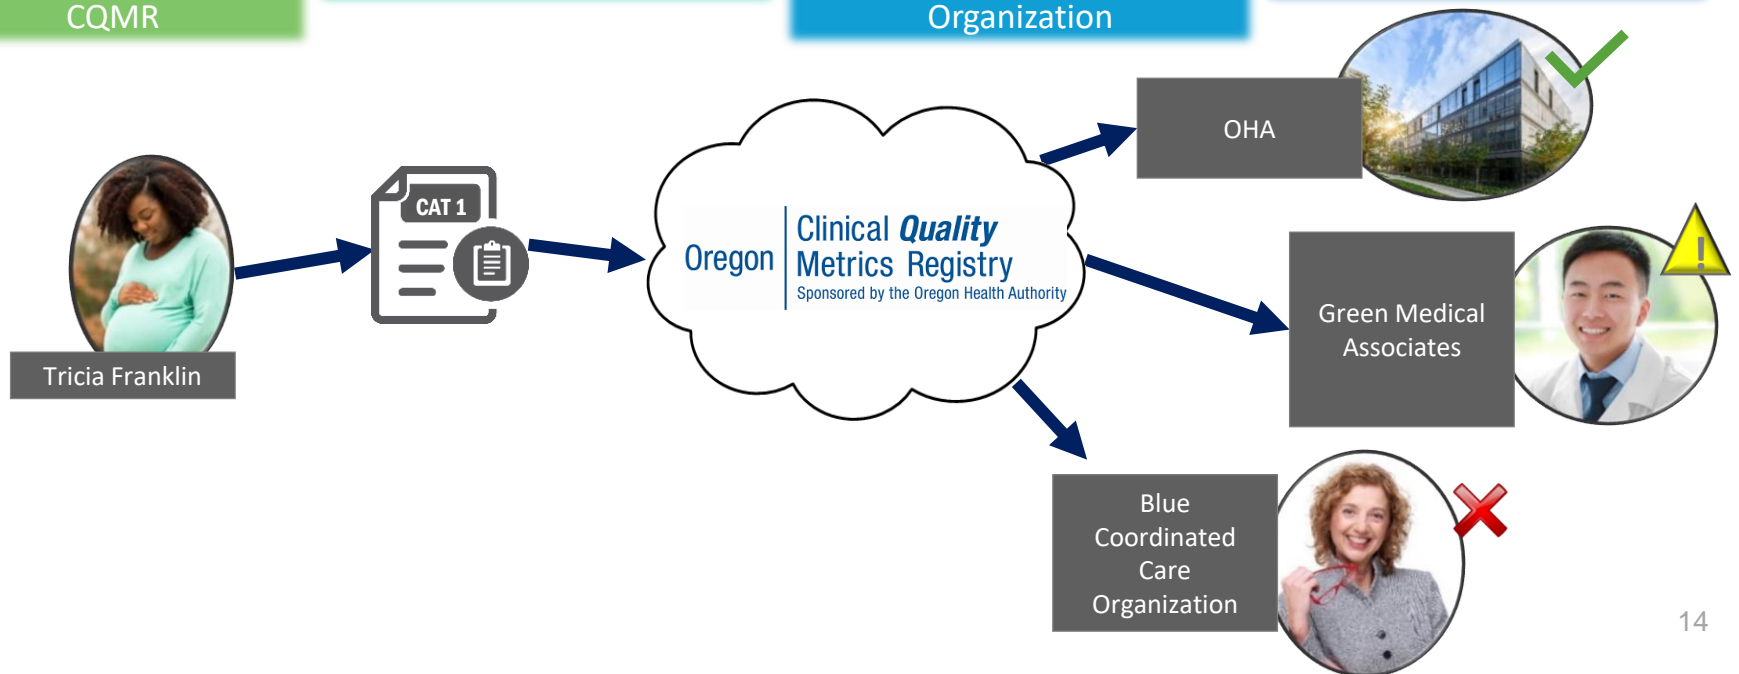 CQMR
Organization
OHA
CAT 1
Oregon
Clinical Quality
Metrics Registry
Sponsored by the Oregon Health Authority
Green Medical
Associates
Tricia Franklin
Blue
Coordinated
Care
Organization
14